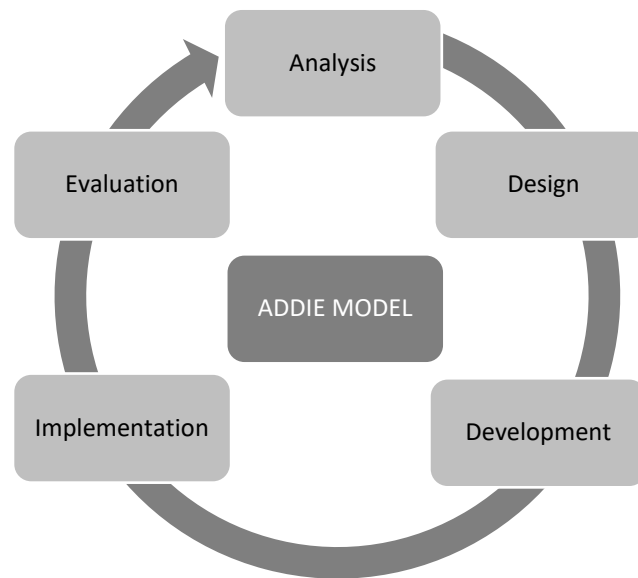 Analysis
Evaluation
Design
ADDIE MODEL
Implementation
Development